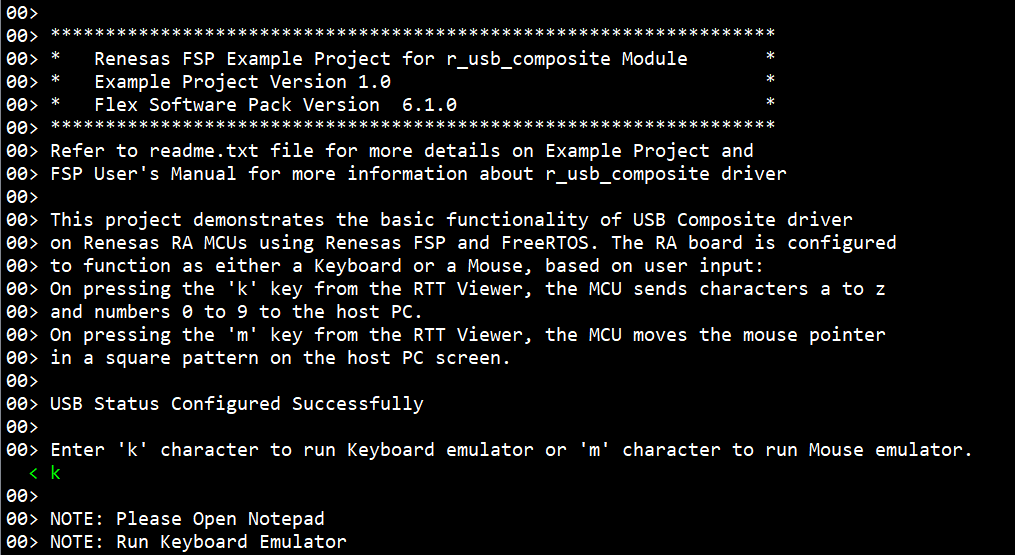 00>
00> ******************************************************************
00> *   Renesas FSP Example Project for r_usb_composite Module       *
00> *   Example Project Version 1.0                                  *
00> *   Flex Software Pack Version  6.1.0                            *
00> ******************************************************************
00> Refer to readme.txt file for more details on Example Project and
00> FSP User's Manual for more information about r_usb_composite driver
00>
00> This project demonstrates the basic functionality of USB Composite driver
00> on Renesas RA MCUs using Renesas FSP and FreeRTOS. The RA board is configured
00> to function as either a Keyboard or a Mouse, based on user input:
00> On pressing the 'k' key from the RTT Viewer, the MCU sends characters a to z
00> and numbers 0 to 9 to the host PC.
00> On pressing the 'm' key from the RTT Viewer, the MCU moves the mouse pointer
00> in a square pattern on the host PC screen.
00>
00> USB Status Configured Successfully
00>
00> Enter 'k' character to run Keyboard emulator or 'm' character to run Mouse emulator.
< k
00>
00> NOTE: Please Open Notepad
00> NOTE: Run Keyboard Emulator